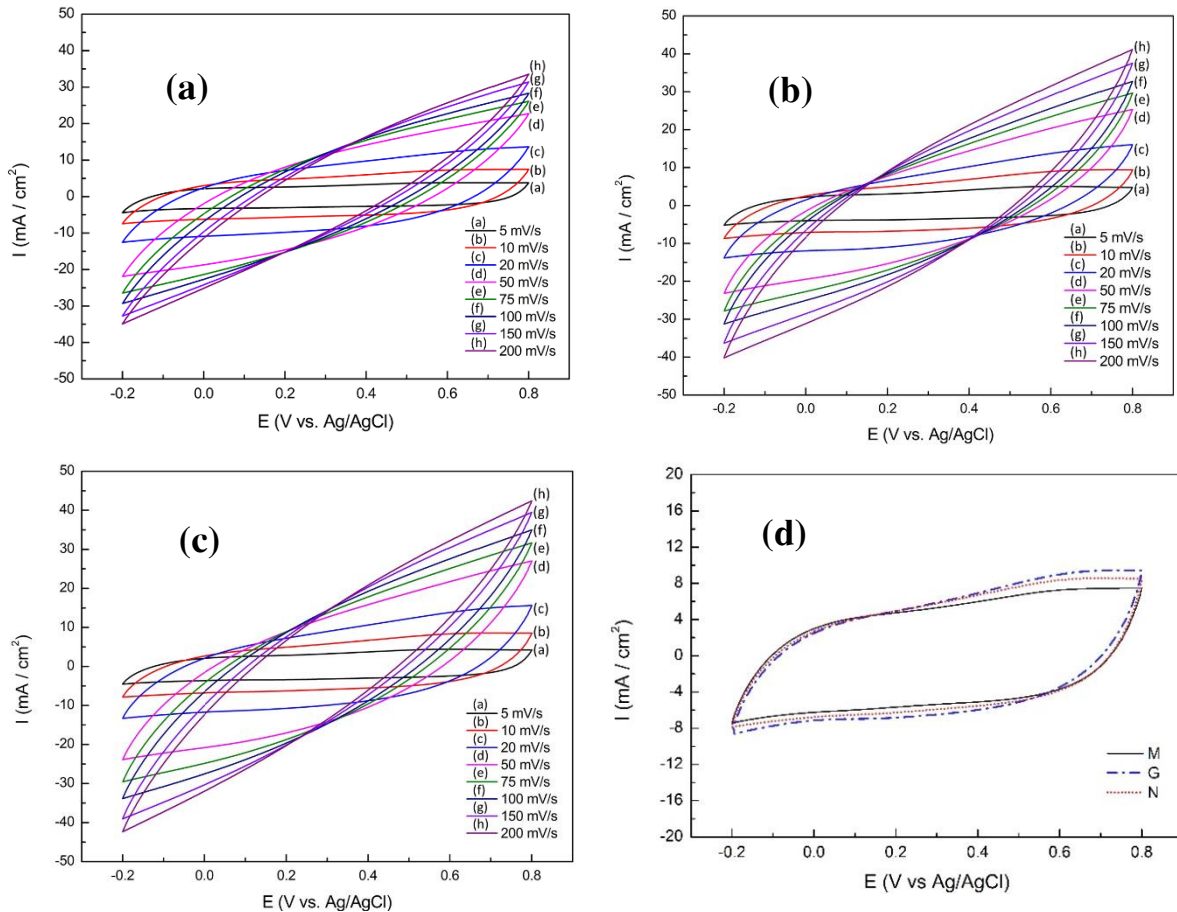 (a)
I (mA / cm²)
50
40
30
20
10
0
-10
-20
-30
-40
-50
(h)
(g)
(f)
(e)
(d)
(c)
(b)
(a)
(a) 5 mV/s
(b) 10 mV/s
(c) 20 mV/s
(d) 50 mV/s
(e) 75 mV/s
(f) 100 mV/s
(g) 150 mV/s
(h) 200 mV/s
-0.2 0.0 0.2 0.4 0.6 0.8
E (V vs. Ag/AgCl)
(b)
I (mA / cm²)
50
40
30
20
10
0
-10
-20
-30
-40
-50
(h)
(g)
(f)
(e)
(d)
(c)
(b)
(a)
(a) 5 mV/s
(b) 10 mV/s
(c) 20 mV/s
(d) 50 mV/s
(e) 75 mV/s
(f) 100 mV/s
(g) 150 mV/s
(h) 200 mV/s
-0.2 0.0 0.2 0.4 0.6 0.8
E (V vs. Ag/AgCl)
(c)
I (mA / cm²)
50
40
30
20
10
0
-10
-20
-30
-40
-50
(h)
(g)
(f)
(e)
(d)
(c)
(b)
(a)
(a) 5 mV/s
(b) 10 mV/s
(c) 20 mV/s
(d) 50 mV/s
(e) 75 mV/s
(f) 100 mV/s
(g) 150 mV/s
(h) 200 mV/s
-0.2 0.0 0.2 0.4 0.6 0.8
E (V vs. Ag/AgCl)
(d)
I (mA / cm²)
20
16
12
8
4
0
-4
-8
-12
-16
-20
M
G
N
-0.2 0.0 0.2 0.4 0.6 0.8
E (V vs Ag/AgCl)